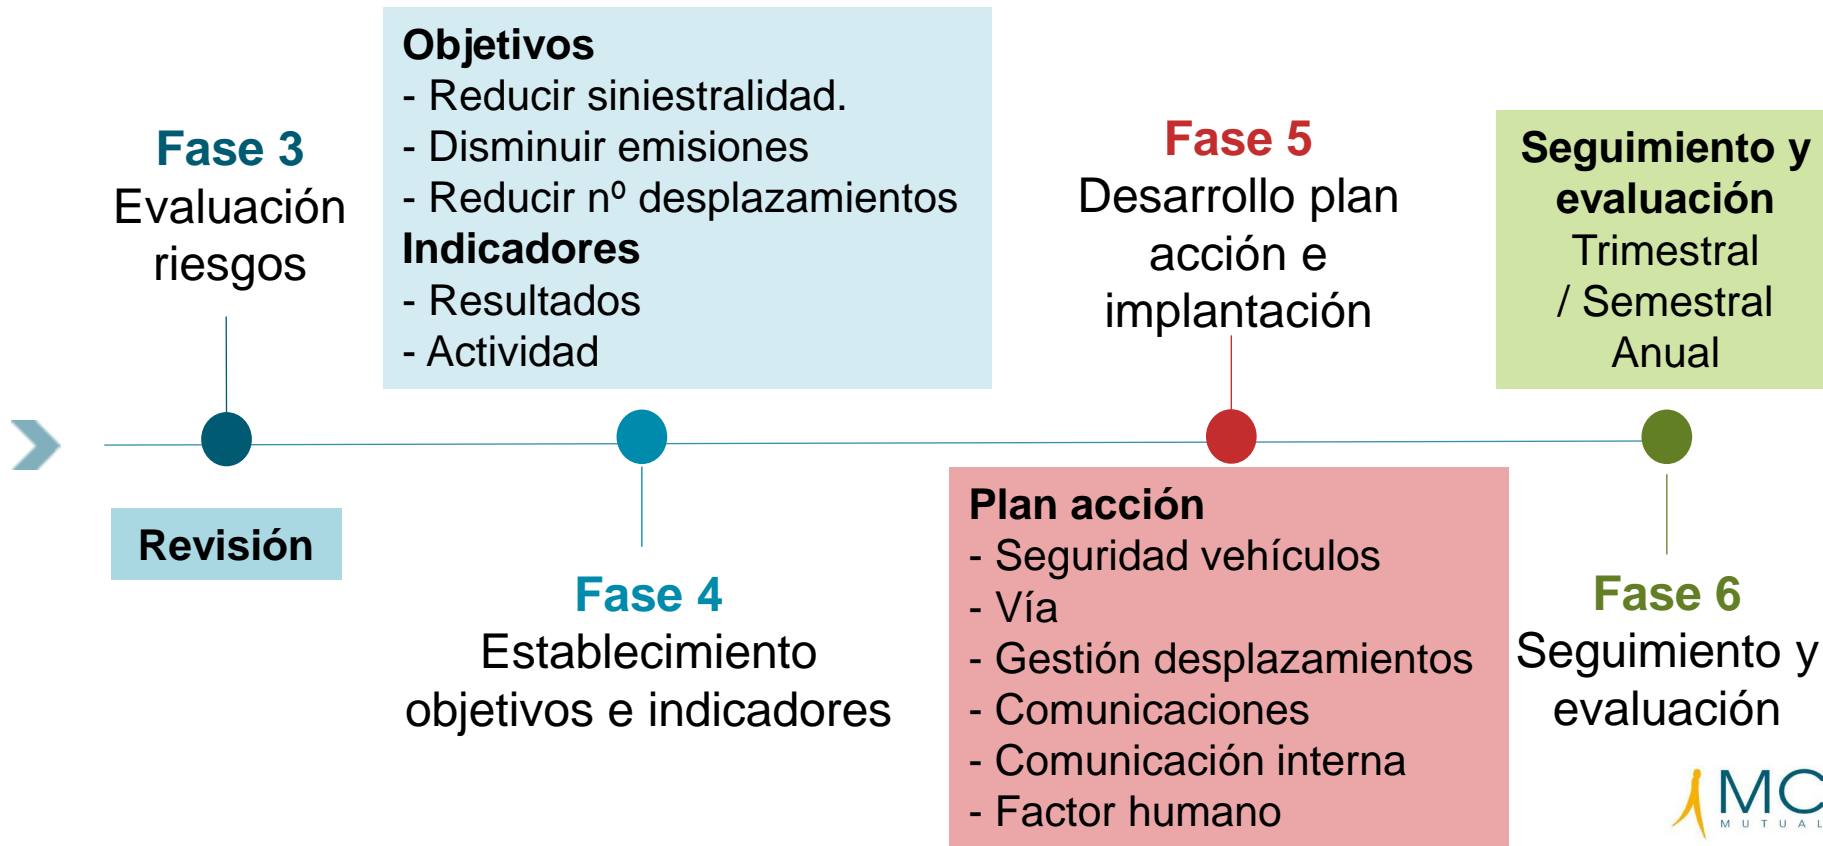 Fase 3
Evaluación
riesgos
Revisión
Objetivos
- Reducir siniestralidad.
- Disminuir emisiones
- Reducir nº desplazamientos
Indicadores
- Resultados
- Actividad
Fase 4
Establecimiento
objetivos e indicadores
Fase 5
Desarrollo plan
acción e
implantación
Plan acción
- Seguridad vehículos
- Vía
- Gestión desplazamientos
- Comunicaciones
- Comunicación interna
- Factor humano
Seguimiento y
evaluación
Trimestral
/ Semestral
Anual
Fase 6
Seguimiento y
evaluación
MC
MUTUAL